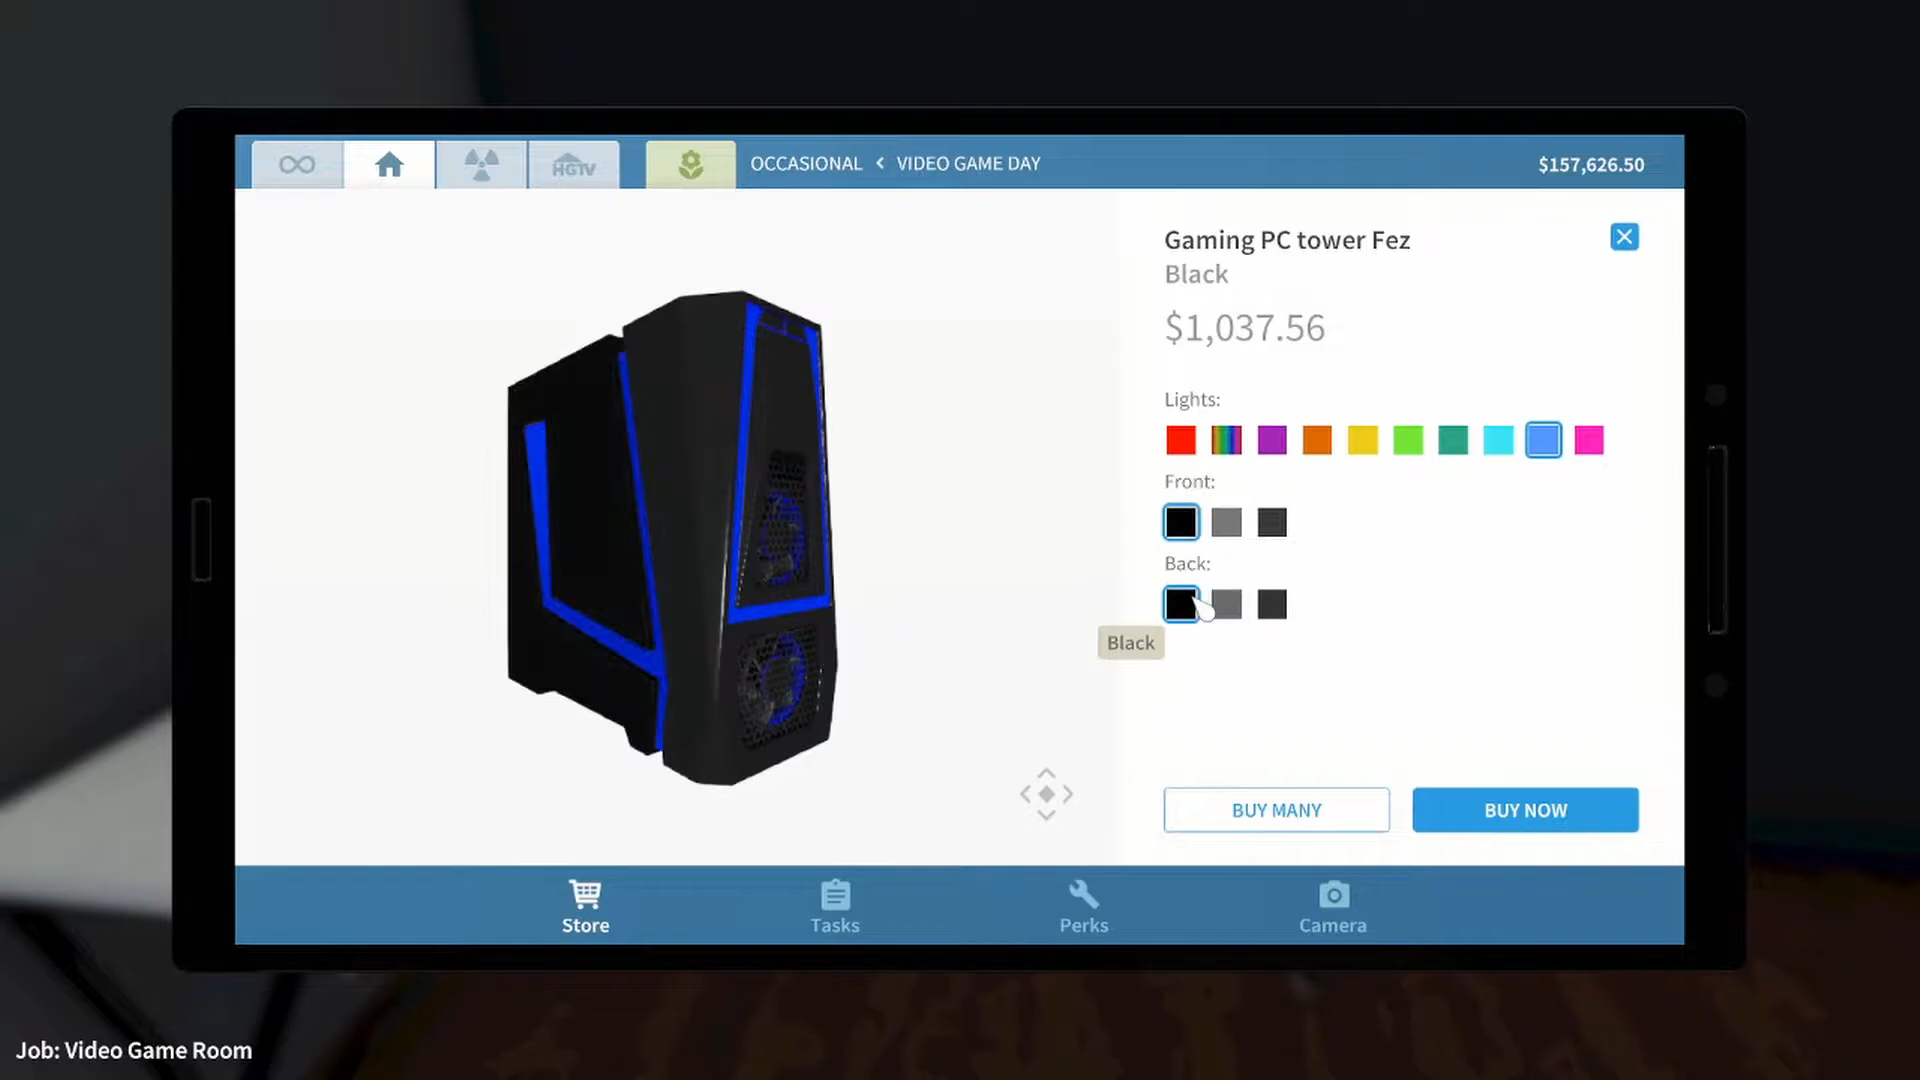 HGTV
OCCASIONAL < VIDEO GAME DAY
$157,626.50
Gaming PC tower Fez
Black
$1,037.56
Lights:
Front:
Back:
Black
BUY MANY
BUY NOW
Store
Tasks
Perks
Camera
Job: Video Game Room